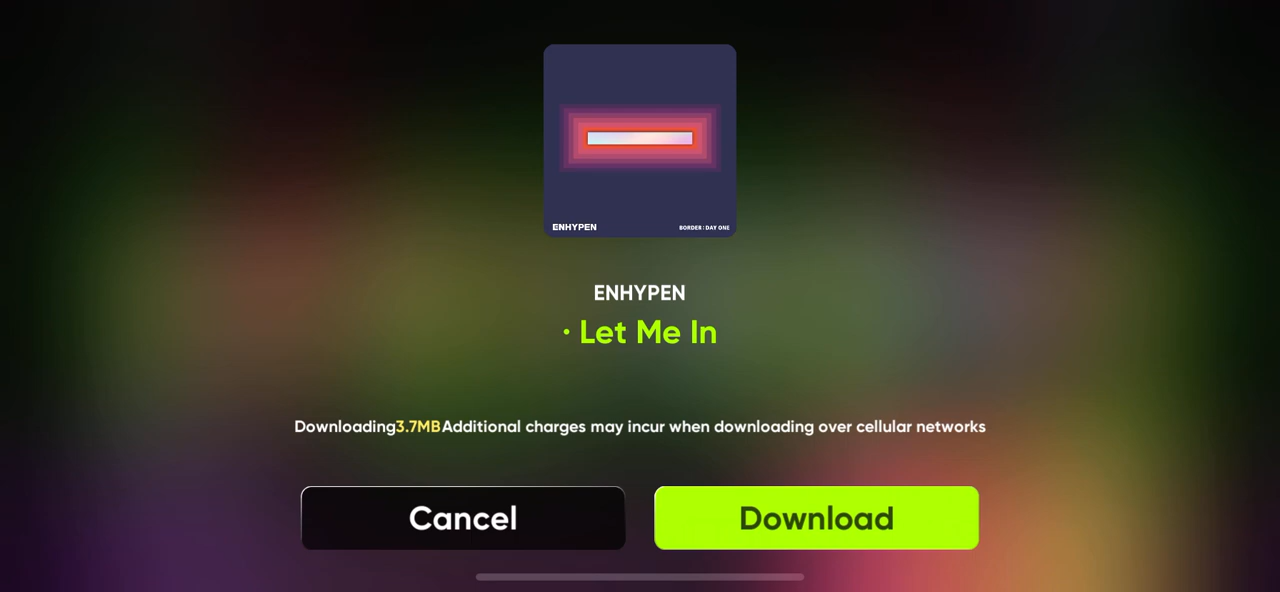 ENHYPEN
BORDER : DAY ONE
ENHYPEN
· Let Me In
Downloading3.7MBAdditional charges may incur when downloading over cellular networks
Cancel
Download